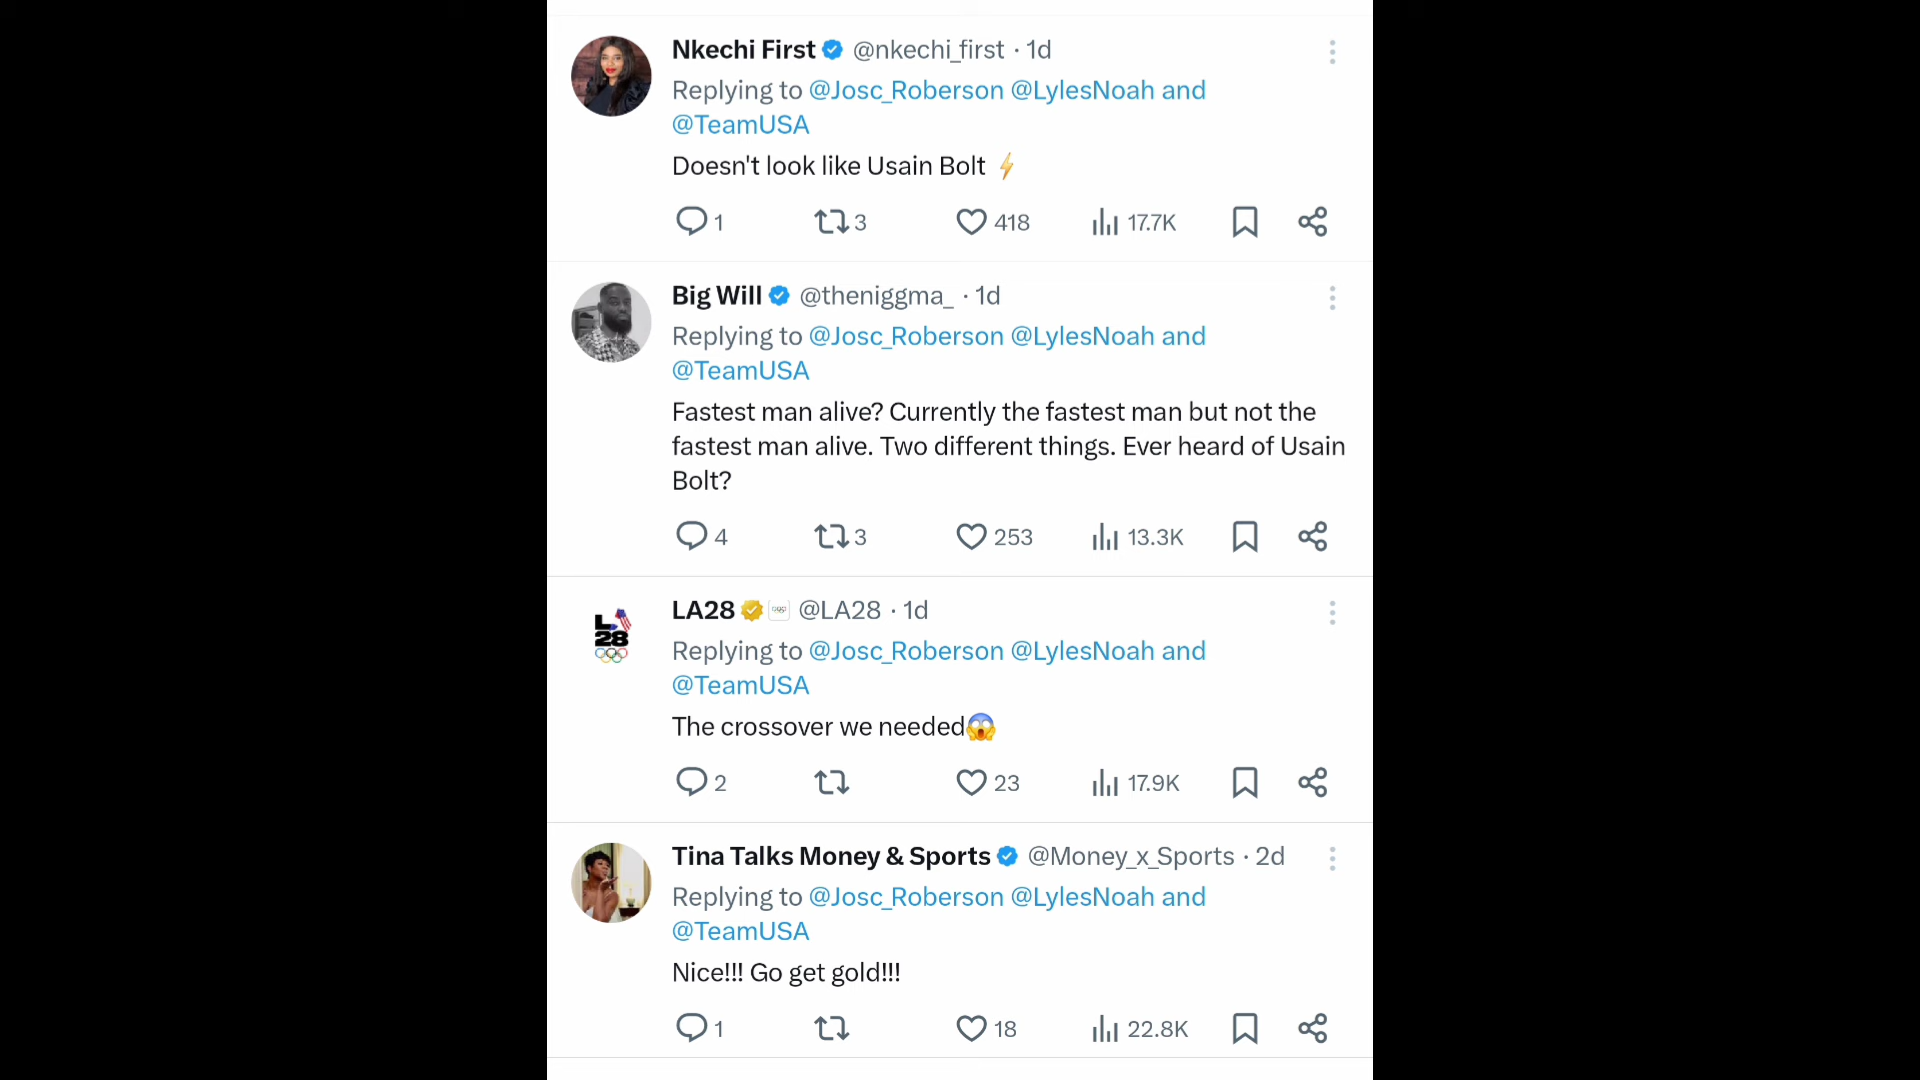 Nkechi First @nkechi_first · 1d
Replying to @Josc_Roberson @LylesNoah and
@TeamUSA
Doesn't look like Usain Bolt ⚡
1 3 418 17.7K
Big Will @theniggma_ · 1d
Replying to @Josc_Roberson @LylesNoah and
@TeamUSA
Fastest man alive? Currently the fastest man but not the
fastest man alive. Two different things. Ever heard of Usain
Bolt?
4 3 253 13.3K
LA28 @LA28 · 1d
LA
28
Replying to @Josc_Roberson @LylesNoah and
@TeamUSA
The crossover we needed😱
2 23 17.9K
Tina Talks Money & Sports @Money_x_Sports · 2d
Replying to @Josc_Roberson @LylesNoah and
@TeamUSA
Nice!!! Go get gold!!!
1 18 22.8K